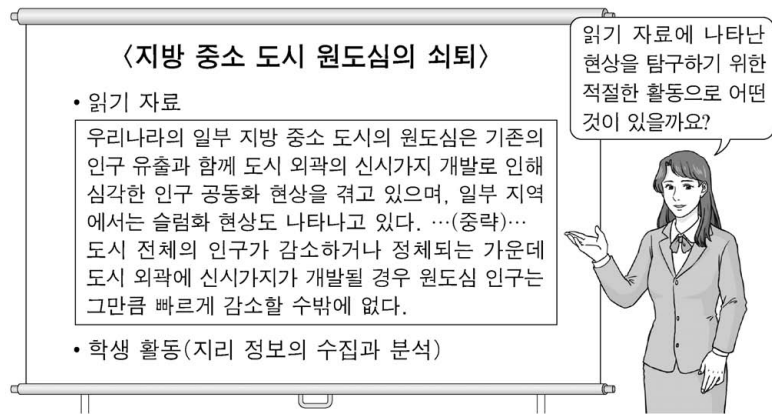 〈지방 중소 도시 원도심의 쇠퇴〉
• 읽기 자료
우리나라의 일부 지방 중소 도시의 원도심은 기존의
인구 유출과 함께 도시 외곽의 신시가지 개발로 인해
심각한 인구 공동화 현상을 겪고 있으며, 일부 지역
에서는 슬럼화 현상도 나타나고 있다. …(중략)…
도시 전체의 인구가 감소하거나 정체되는 가운데
도시 외곽에 신시가지가 개발될 경우 원도심 인구는
그만큼 빠르게 감소할 수밖에 없다.
• 학생 활동(지리 정보의 수집과 분석)
읽기 자료에 나타난
현상을 탐구하기 위한
적절한 활동으로 어떤
것이 있을까요?